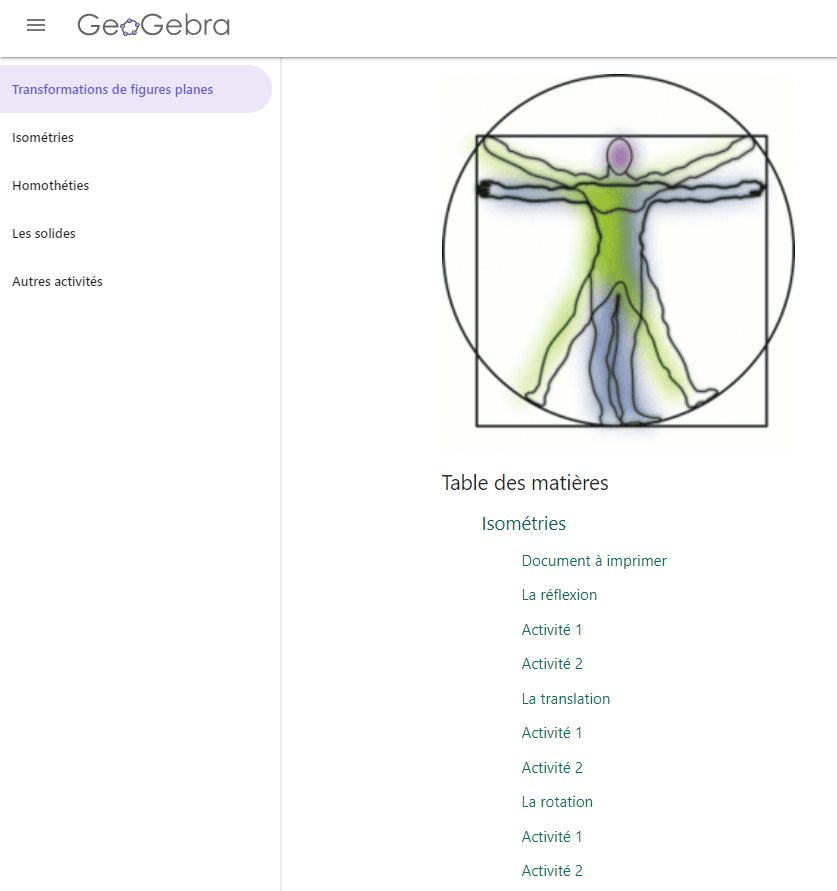 GeoGebra
Transformations de figures planes
Isométries
Homothéties
Les solides
Autres activités
Table des matières
Isométries
Document à imprimer
La réflexion
Activité 1
Activité 2
La translation
Activité 1
Activité 2
La rotation
Activité 1
Activité 2